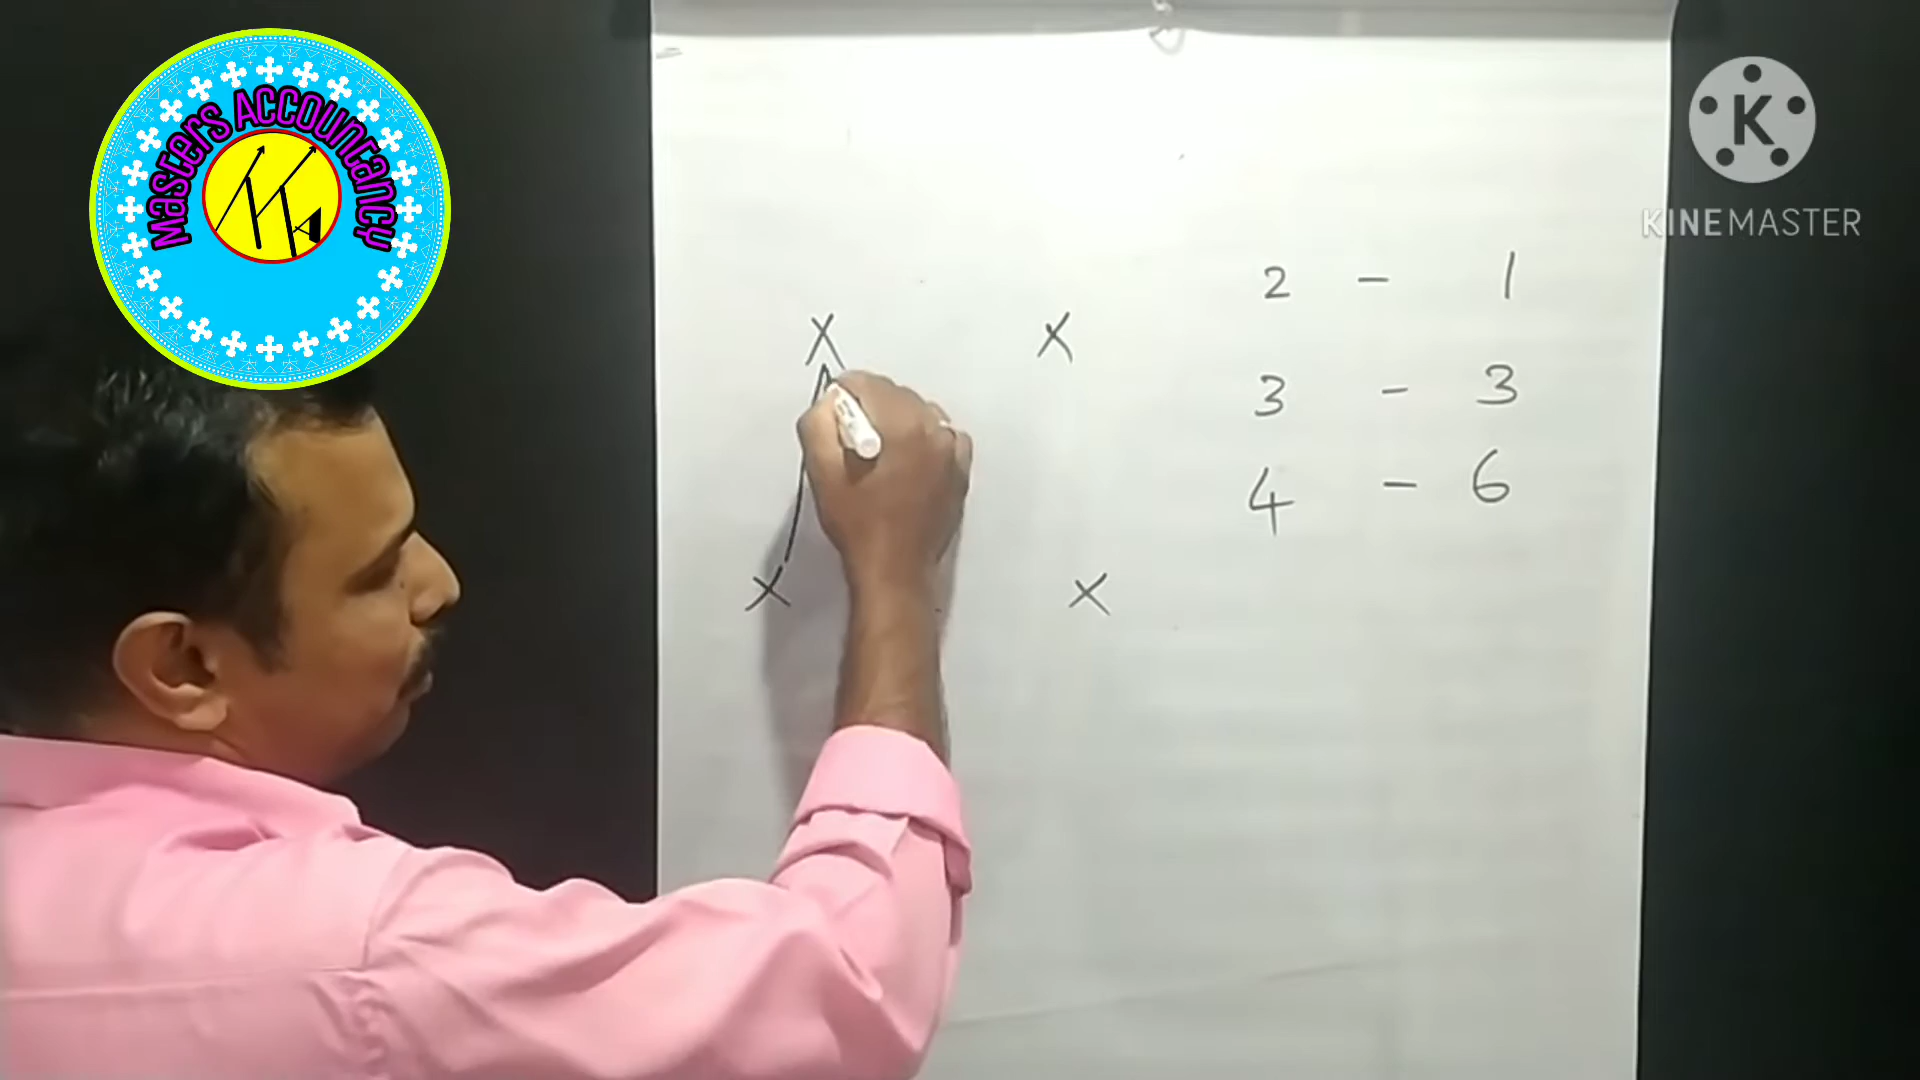 Masters Accountancy
K
KINEMASTER
2 - 1
X X
3 - 3
4 - 6
X X